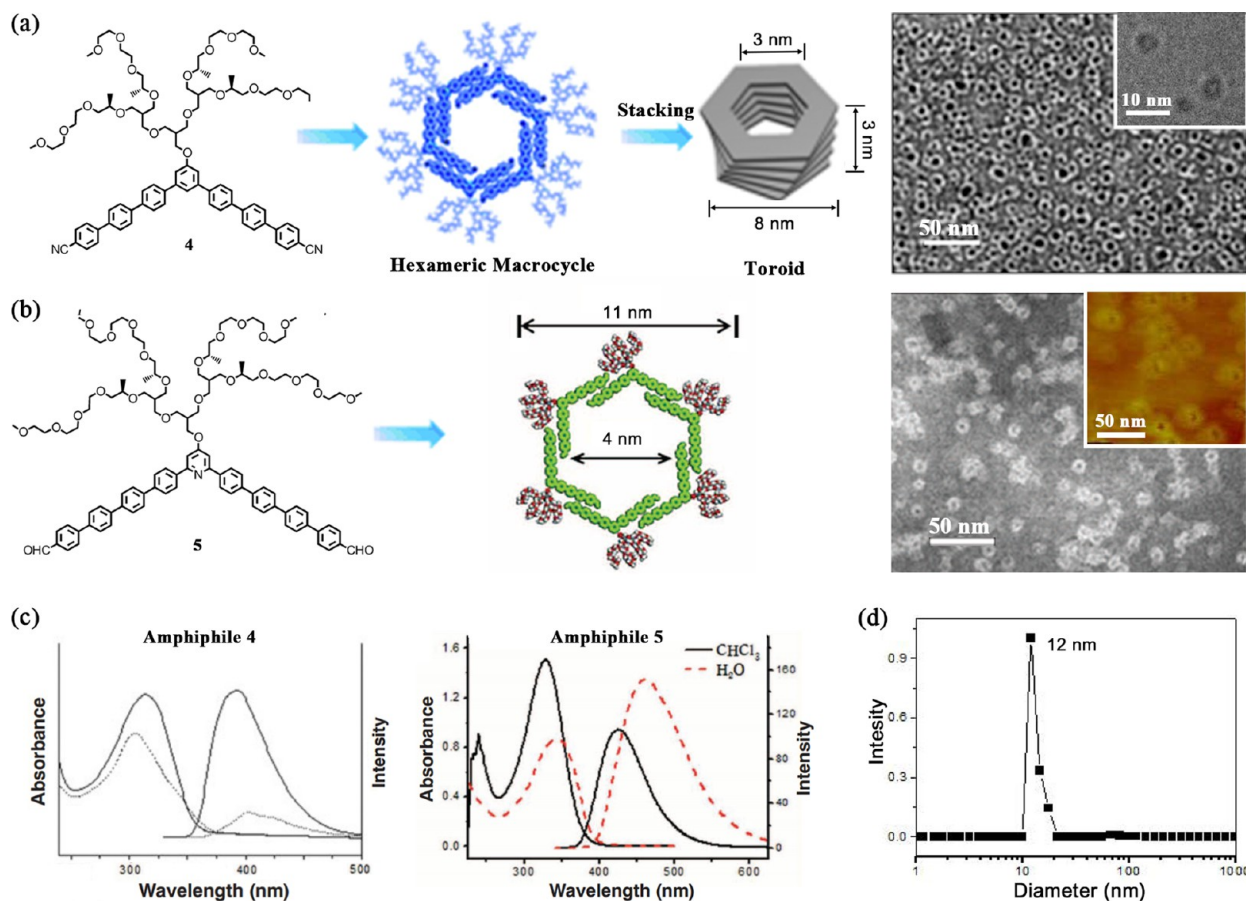 (a)
O
CN
NC
4
Hexameric Macrocycle
Stacking
3 nm
3 nm
8 nm
Toroid
50 nm
10 nm
(b)
O
N
OHC
CHO
5
11 nm
4 nm
50 nm
50 nm
(c)
Amphiphile 4
Absorbance
Intensity
300
400
500
Wavelength (nm)
Amphiphile 5
CHCl₃
H₂O
1.6
1.2
0.8
0.4
0.0
160
120
80
40
0
Absorbance
Intensity
300
400
500
600
Wavelength (nm)
(d)
12 nm
0.9
0.6
0.3
0.0
Intesity
1
10
100
Diameter (nm)